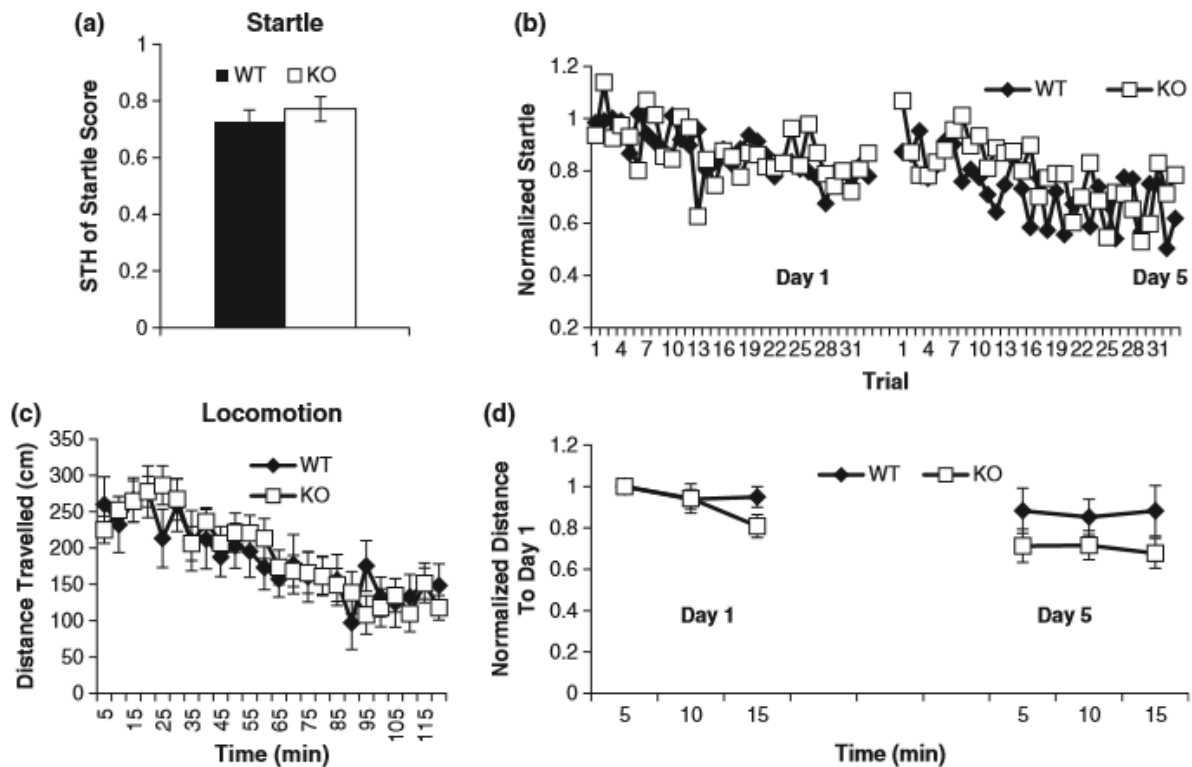 (a)
Startle
STH of Startle Score
1
0.8
0.6
0.4
0.2
0
WT KO
(b)
Normalized Startle
1.2
1
0.8
0.6
0.4
0.2
WT KO
Day 1 Day 5
1 4 7 10 13 16 19 22 25 28 31 1 4 7 10 13 16 19 22 25 28 31
Trial
(c)
Locomotion
Distance Travelled (cm)
350
300
250
200
150
100
50
0
WT
KO
5 15 25 35 45 55 65 75 85 95 105 115
Time (min)
(d)
Normalized Distance
To Day 1
1.2
1
0.8
0.6
0.4
0.2
0
WT KO
Day 1 Day 5
5 10 15 5 10 15
Time (min)